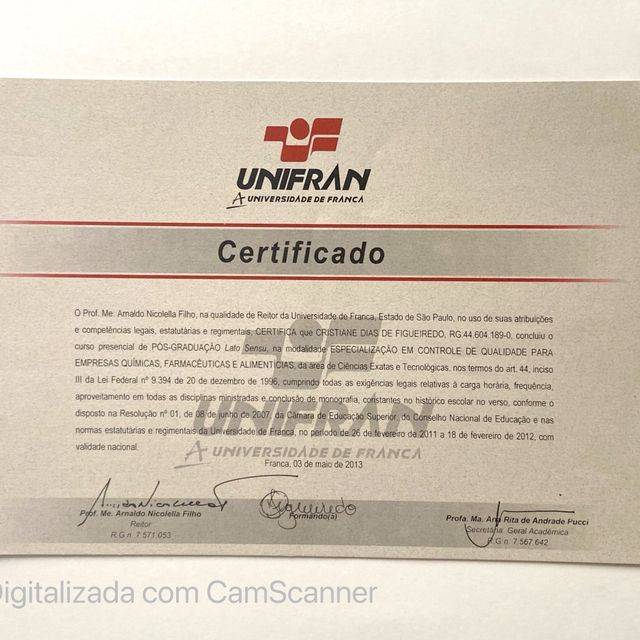 UNIFRAN
A UNIVERSIDADE DE FRANCA
Certificado
O Prof. Me. Arnaldo Nicolella Filho, na qualidade de Reitor da Universidade de Franca, Estado de São Paulo, no uso de suas atribuições
e competências legais, estatutárias e regimentais, CERTIFICA que CRISTIANE DIAS DE FIGUEIREDO, RG.44.604.189-0, concluiu o
curso presencial de PÓS-GRADUAÇÃO Lato Sensu, na modalidade ESPECIALIZAÇÃO EM CONTROLE DE QUALIDADE PARA
EMPRESAS QUÍMICAS, FARMACÊUTICAS E ALIMENTÍCIAS, da área de Ciências Exatas e Tecnológicas, nos termos do art. 44, inciso
III da Lei Federal nº 9.394 de 20 de dezembro de 1996, cumprindo todas as exigências legais relativas à carga horária, frequência,
aproveitamento em todas as disciplinas cursadas e conclusão de monografia, constantes no histórico escolar no verso, conforme o
disposto na Resolução nº 01, de 08 de junho de 2007, da Câmara de Educação Superior, do Conselho Nacional de Educação e nas
normas estatutárias e regimentais da Universidade de Franca, no período de 26 de fevereiro de 2011 a 18 de fevereiro de 2012, com
validade nacional.
UNIFRAN
A UNIVERSIDADE DE FRANCA
Franca, 03 de maio de 2013
Figueiredo
Prof. Me. Arnaldo Nicolella Filho
Reitor
R.G n. 7 571.053
Formando(a)
Profa. Ma. Ana Rita de Andrade Pucci
Secretária Geral Acadêmica
R.G n. 7 567.642
Digitalizada com CamScanner